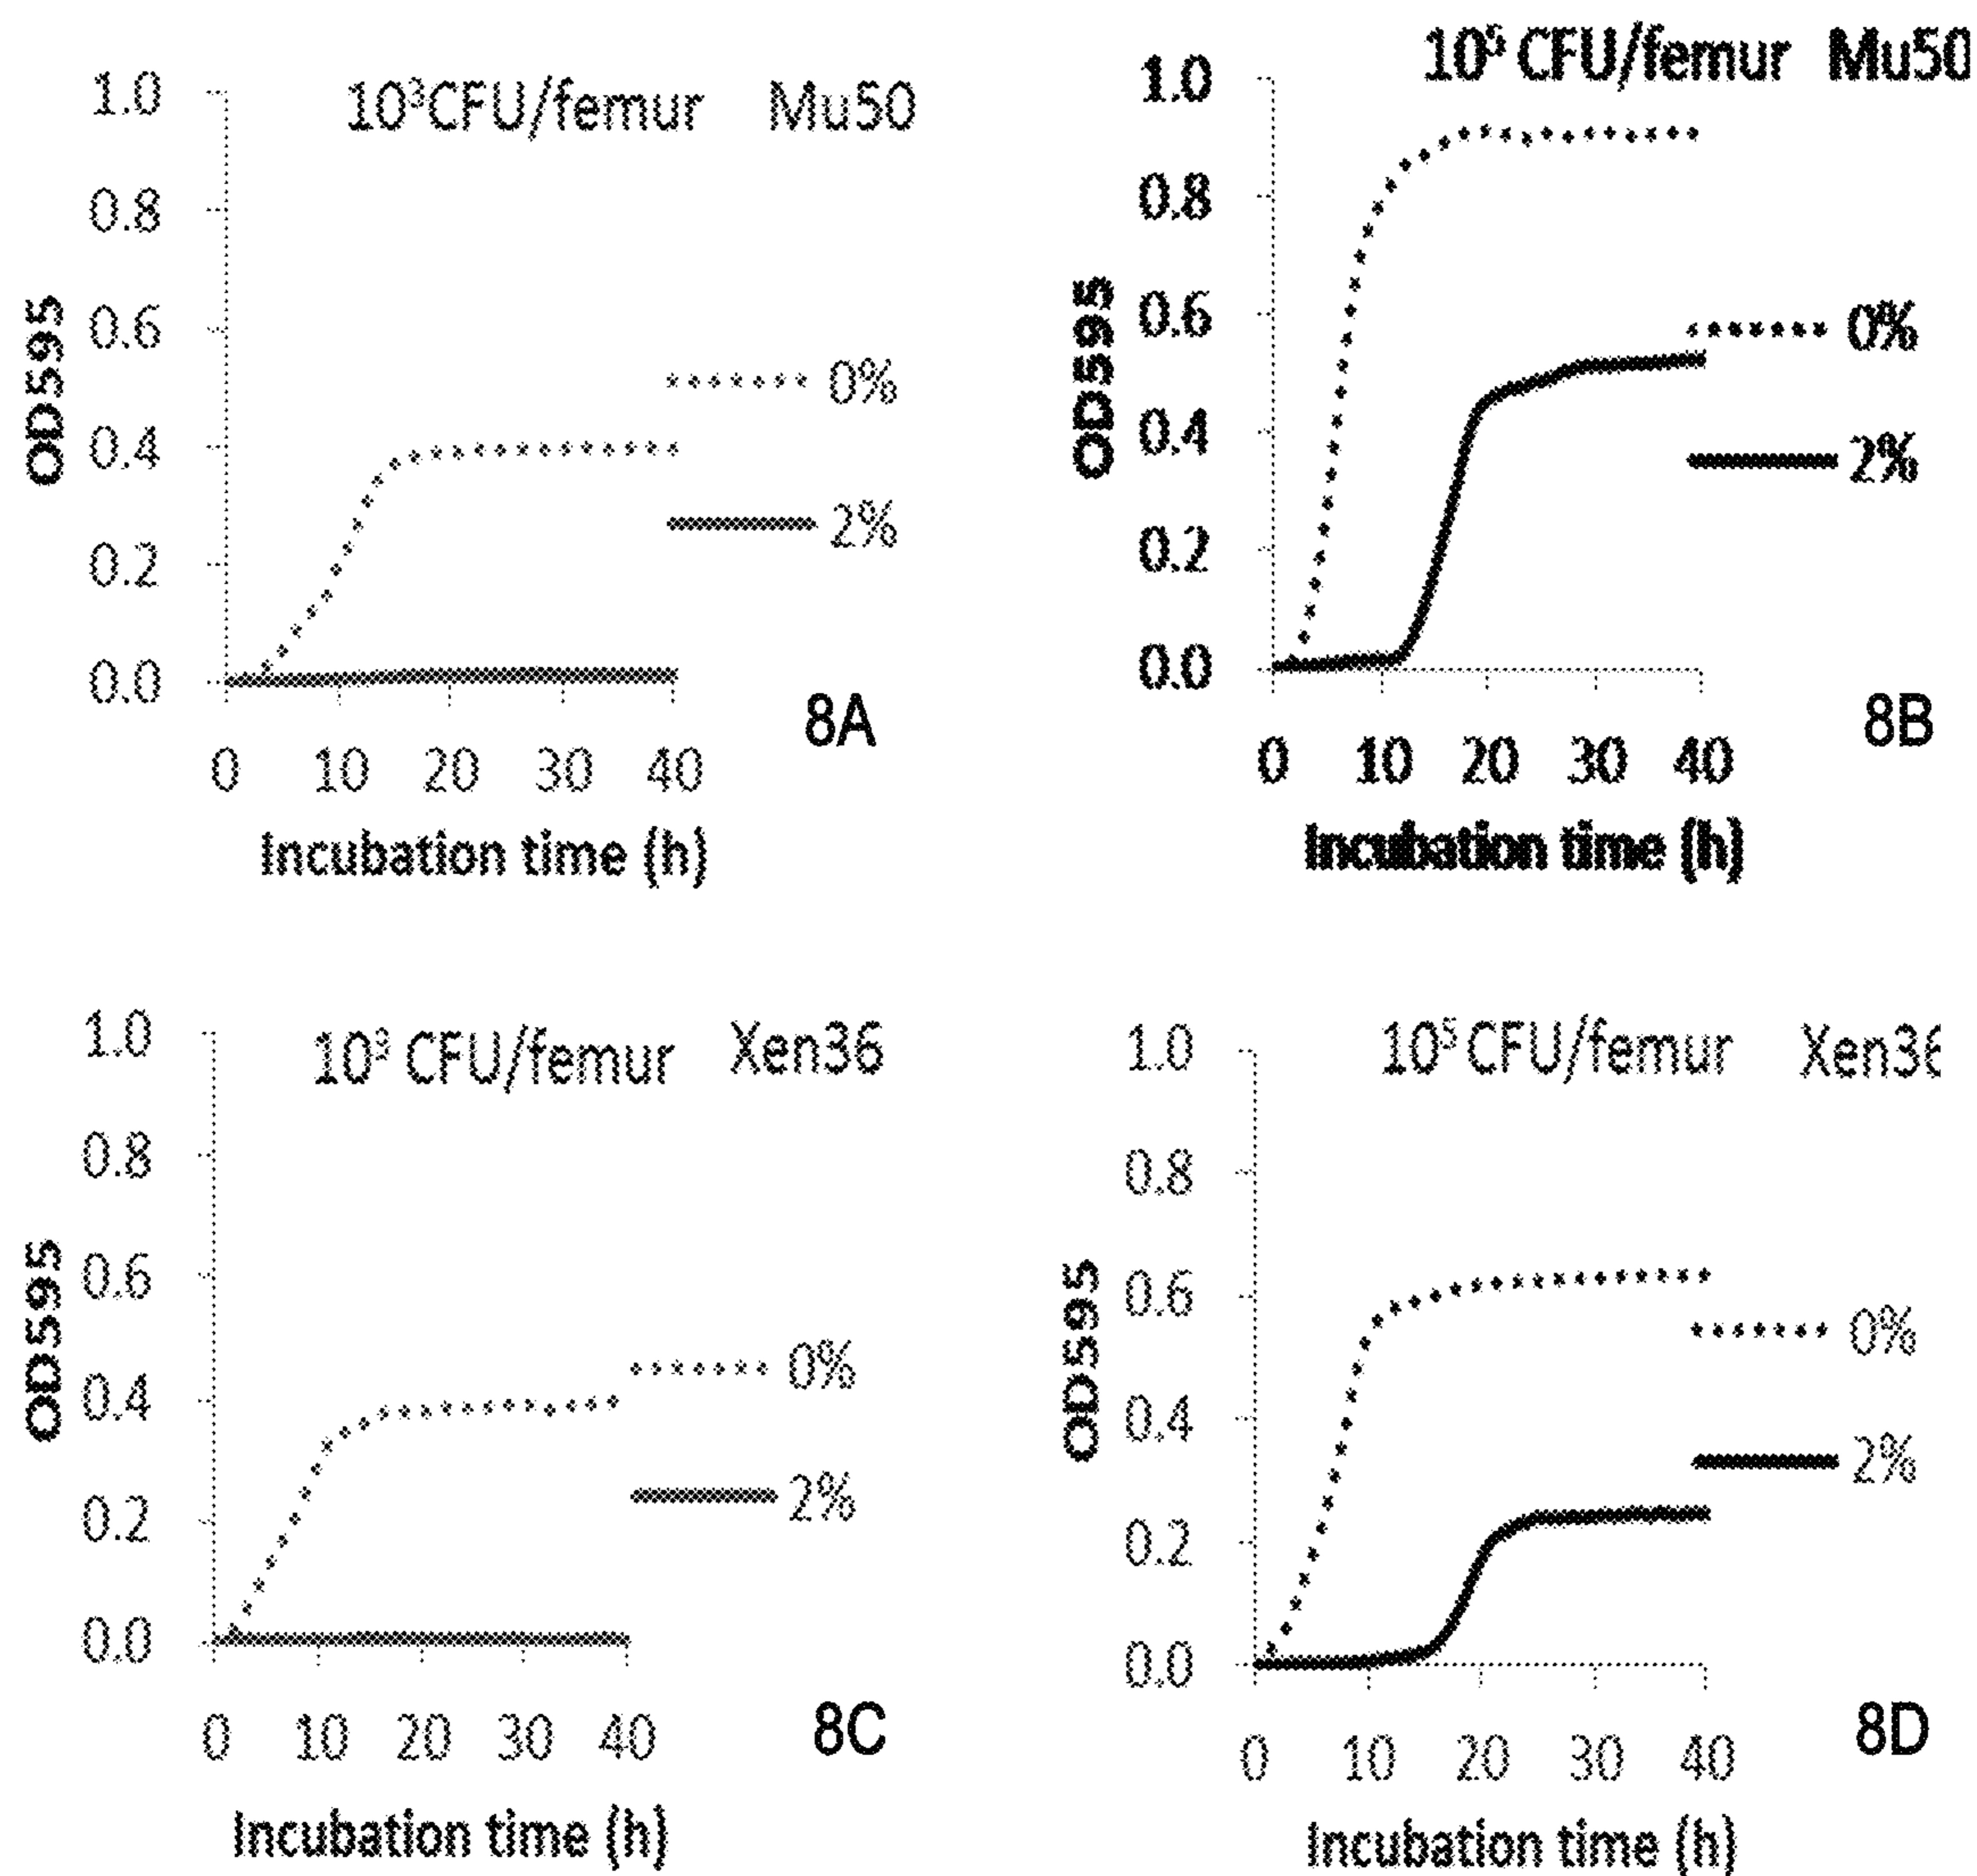 10³CFU/femur Mu50
1.0
0.8
0.6
0.4
0.2
0.0
OD595
0%
2%
8A
0 10 20 30 40
Incubation time (h)
10⁵ CFU/femur Mu50
1.0
0.8
0.6
0.4
0.2
0.0
OD595
0%
2%
8B
0 10 20 30 40
Incubation time (h)
10³ CFU/femur Xen36
1.0
0.8
0.6
0.4
0.2
0.0
OD595
0%
2%
8C
0 10 20 30 40
Incubation time (h)
10⁵ CFU/femur Xen36
1.0
0.8
0.6
0.4
0.2
0.0
OD595
0%
2%
8D
0 10 20 30 40
Incubation time (h)